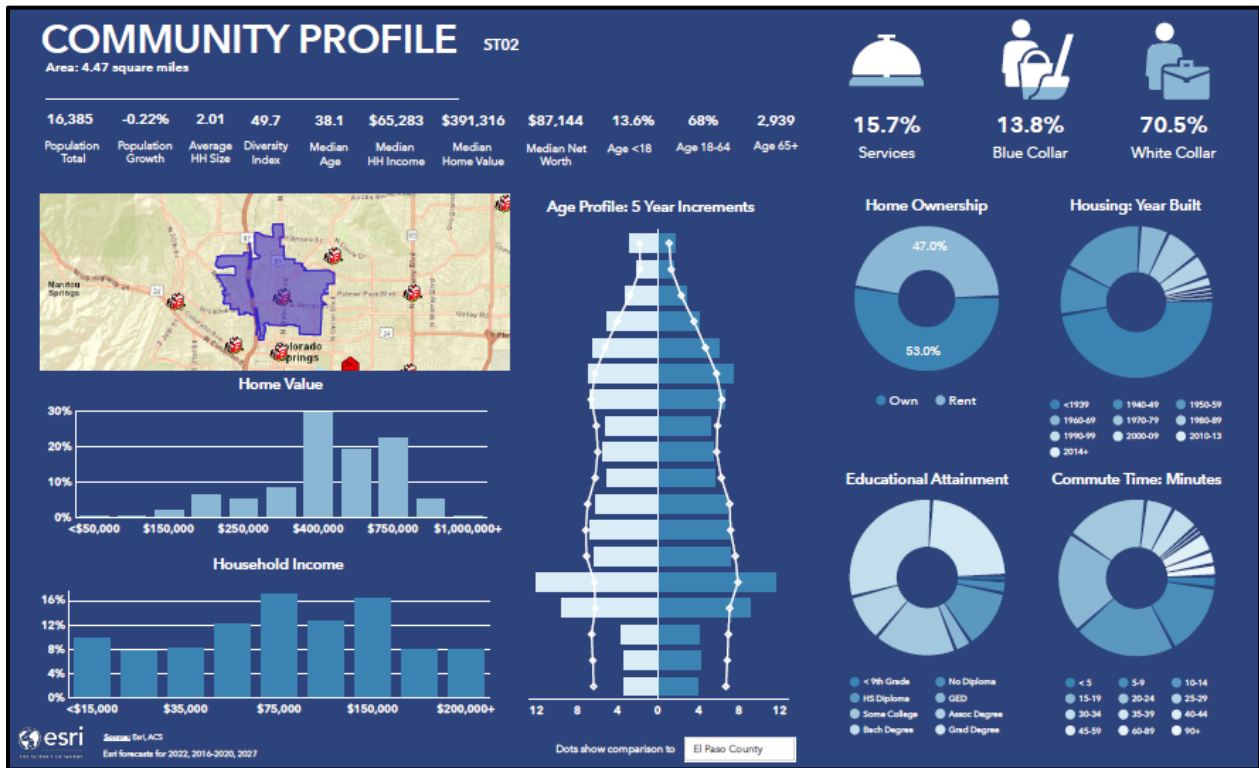 COMMUNITY PROFILE ST02
Area: 4.47 square miles
15.7%
Services
13.8%
Blue Collar
70.5%
White Collar
16,385
Population
Total
-0.22%
Population
Growth
2.01
Average
HH Size
49.7
Diversity
Index
38.1
Median
Age
$65,283
Median
HH Income
$391,316
Median
Home Value
$87,144
Median Net
Worth
13.6%
Age <18
68%
Age 18-64
2,939
Age 65+
Manitou
Springs
Colorado
Springs
24
24
Palmer Park Blvd
Home Value
30%
20%
10%
0%
<$50,000 $150,000 $250,000 $400,000 $750,000 $1,000,000+
Household Income
16%
12%
8%
4%
0%
<$15,000 $35,000 $75,000 $150,000 $200,000+
Age Profile: 5 Year Increments
12 8 4 0 4 8 12
Dots show comparison to El Paso County
Home Ownership
47.0%
53.0%
Own Rent
Housing: Year Built
<1939 1940-49 1950-59
1960-69 1970-79 1980-89
1990-99 2000-09 2010-13
2014+
Educational Attainment
< 9th Grade No Diploma
HS Diploma GED
Some College Assoc Degree
Bach Degree Grad Degree
Commute Time: Minutes
< 5 5-9 10-14
15-19 20-24 25-29
30-34 35-39 40-44
45-59 60-89 90+
esri
Source: Esri, ACS
Esri forecasts for 2022, 2016-2020, 2027